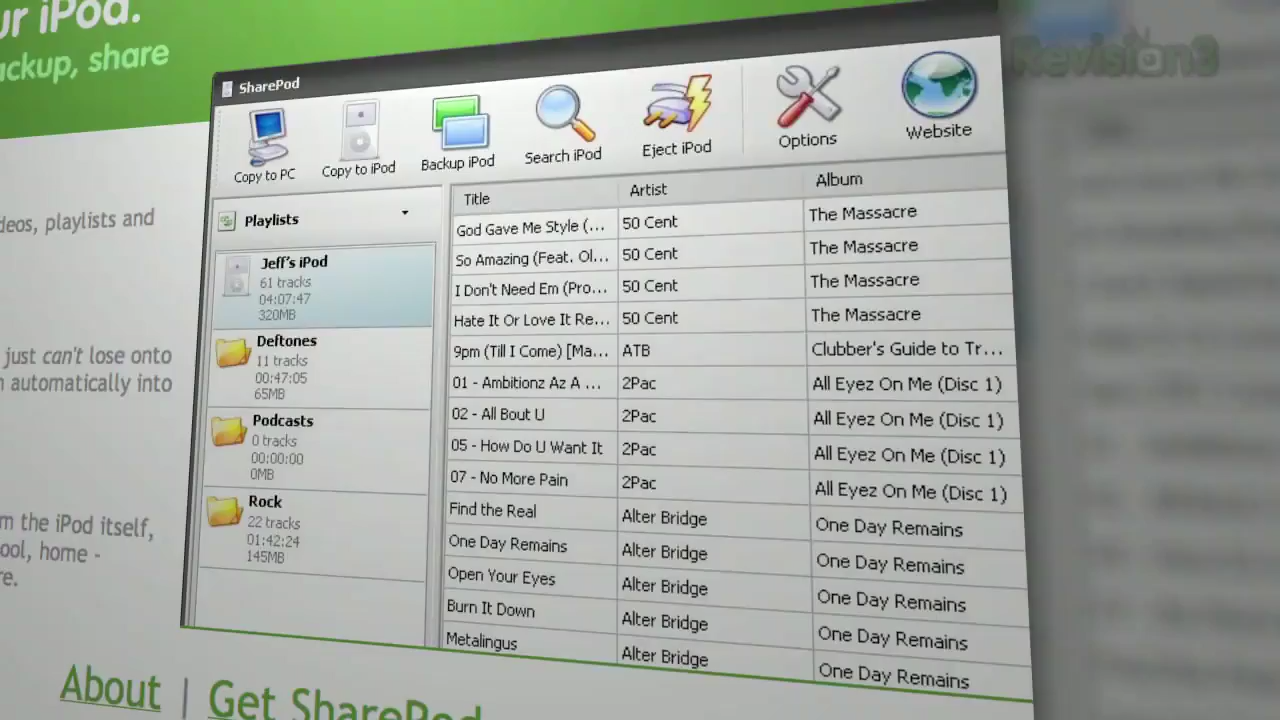 ur iPod.
ackup, share
Revision3
SharePod
Copy to PC
Copy to iPod
Backup iPod
Search iPod
Eject iPod
Options
Website
Playlists
Jeff's iPod
61 tracks
04:07:47
320MB
Deftones
11 tracks
00:47:05
65MB
Podcasts
0 tracks
00:00:00
0MB
Rock
22 tracks
01:42:24
145MB
Title Artist Album
God Gave Me Style (... 50 Cent The Massacre
So Amazing (Feat. Ol... 50 Cent The Massacre
I Don't Need Em (Pro... 50 Cent The Massacre
Hate It Or Love It Re... 50 Cent The Massacre
9pm (Till I Come) [Ma... ATB Clubber's Guide to Tr...
01 - Ambitionz Az A ... 2Pac All Eyez On Me (Disc 1)
02 - All Bout U 2Pac All Eyez On Me (Disc 1)
05 - How Do U Want It 2Pac All Eyez On Me (Disc 1)
07 - No More Pain 2Pac All Eyez On Me (Disc 1)
Find the Real Alter Bridge One Day Remains
One Day Remains Alter Bridge One Day Remains
Open Your Eyes Alter Bridge One Day Remains
Burn It Down Alter Bridge One Day Remains
Metalingus Alter Bridge One Day Remains
deos, playlists and
just can't lose onto
n automatically into
m the iPod itself,
ool, home -
re.
About | Get SharePod